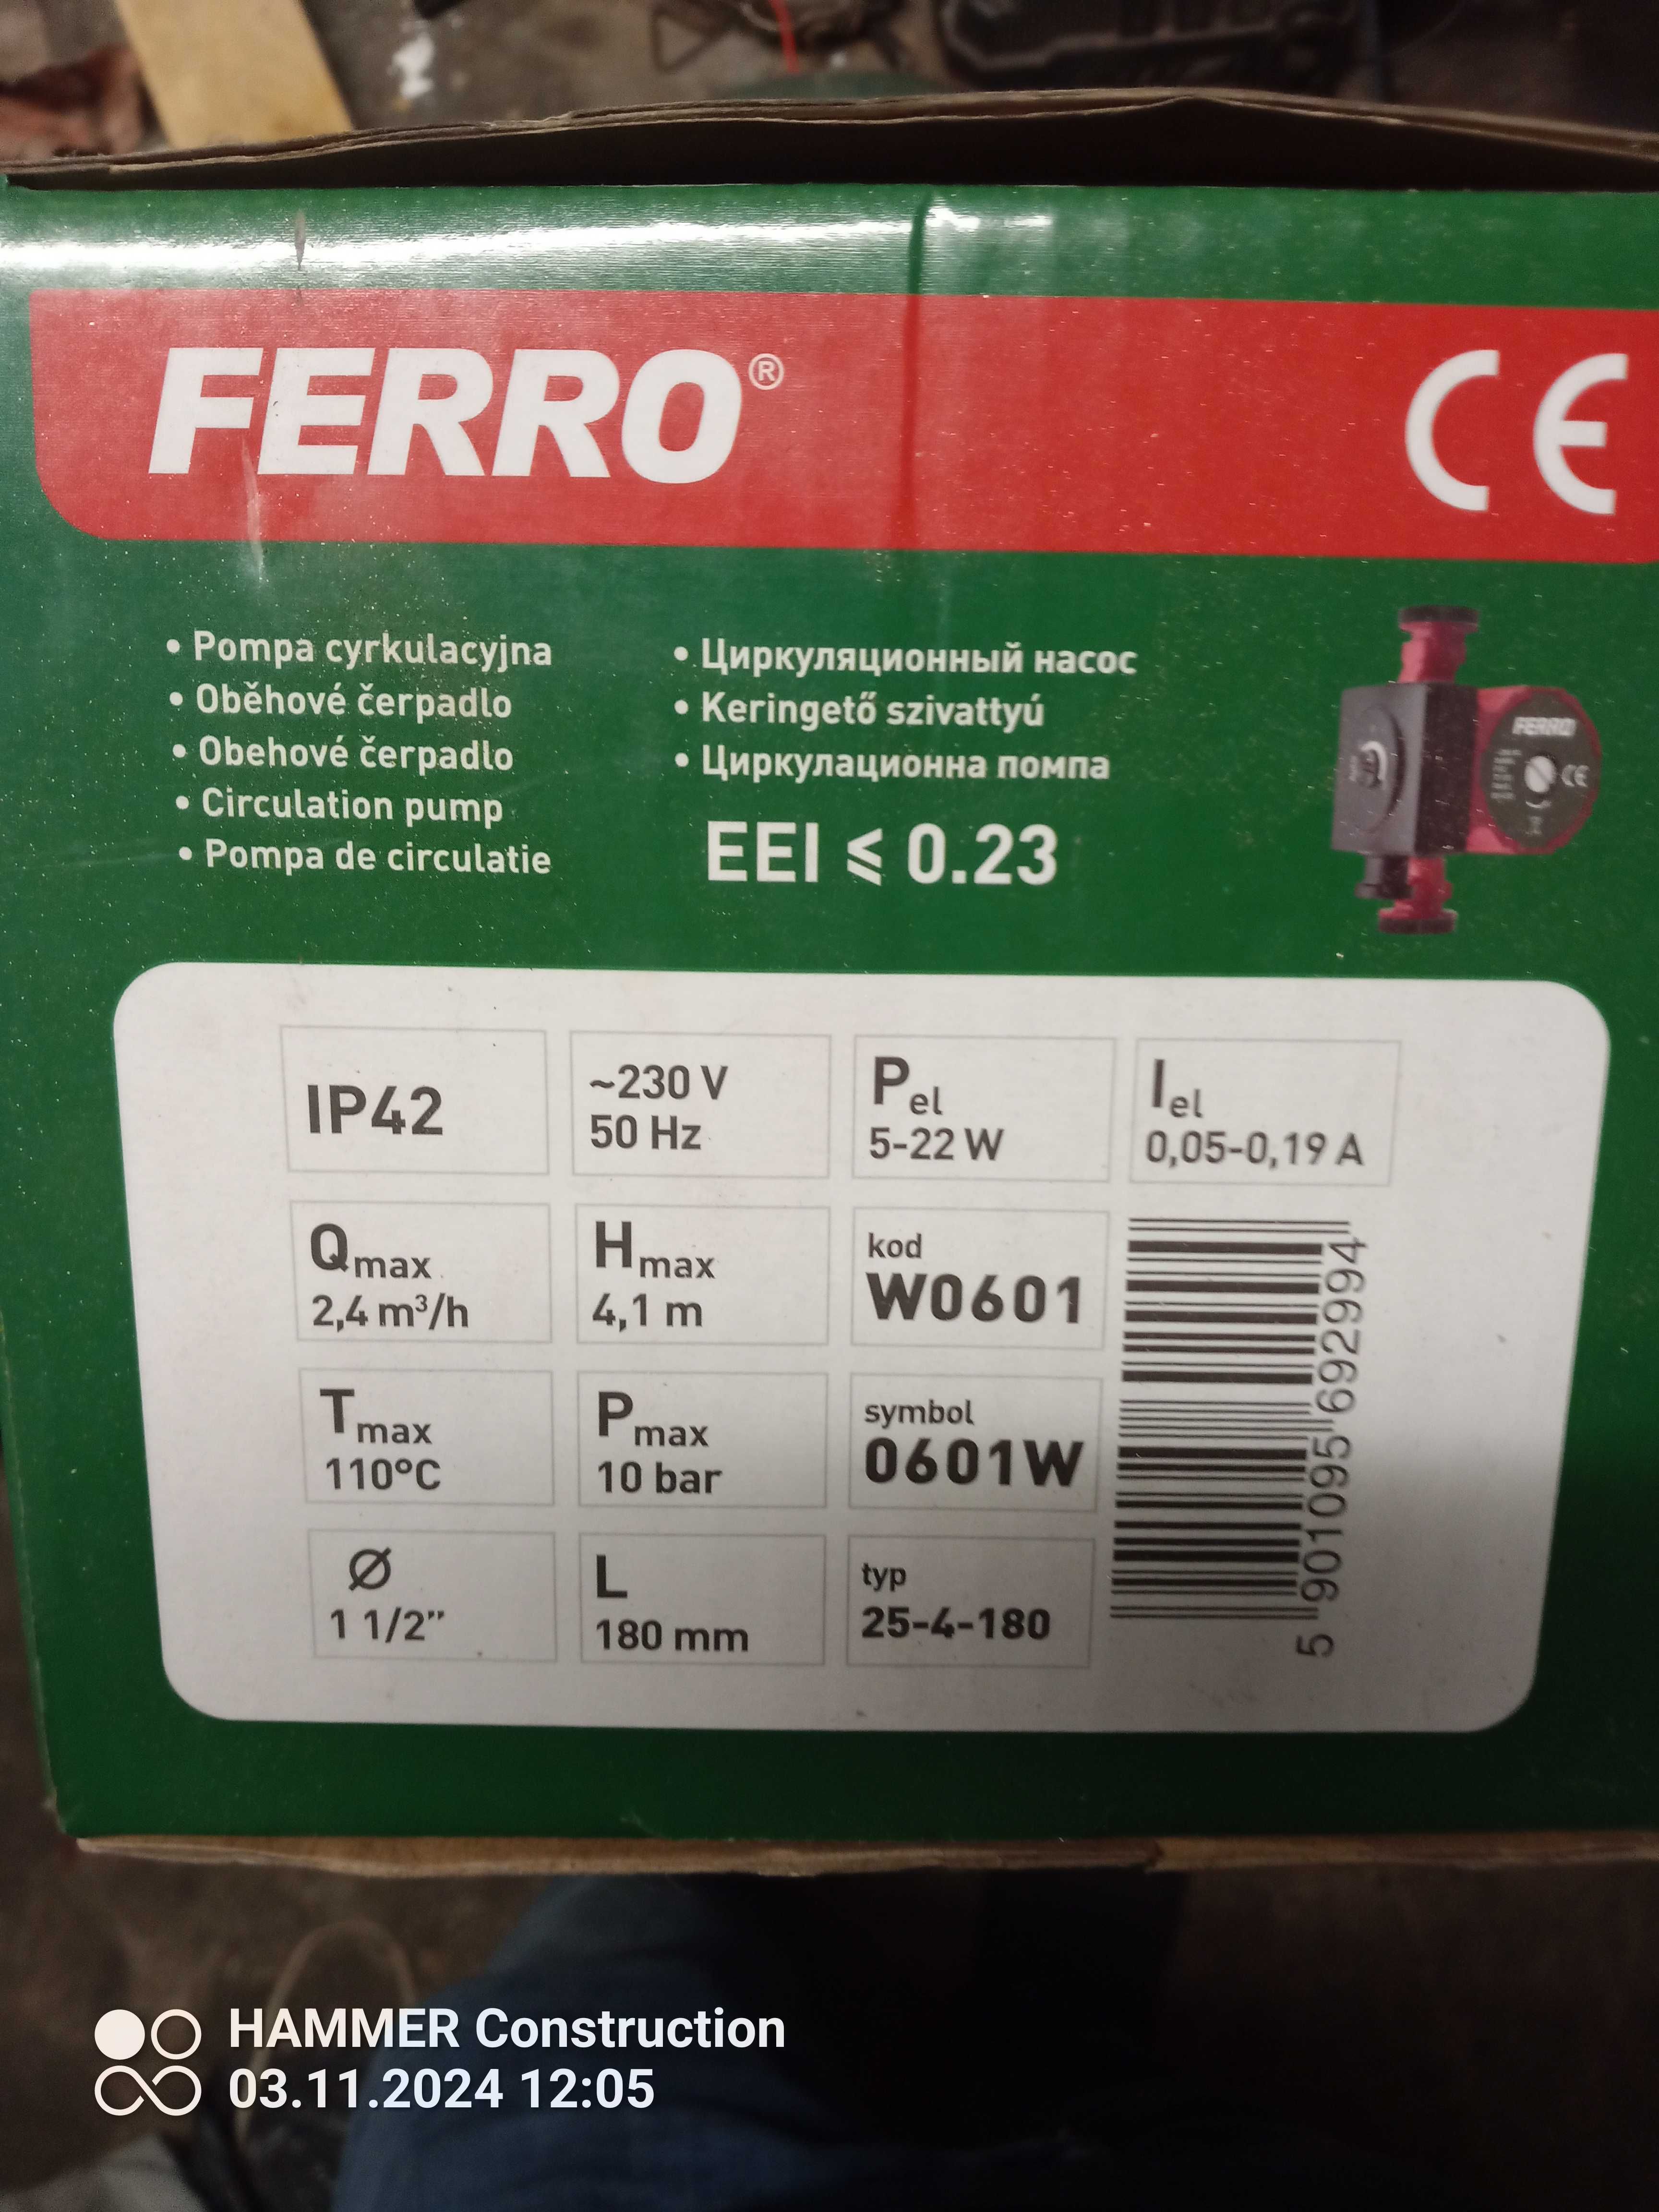 FERRO®
CE
• Pompa cyrkulacyjna
• Oběhové čerpadlo
• Obehové čerpadlo
• Circulation pump
• Pompa de circulatie
• Циркуляционный насос
• Keringető szivattyú
• Циркулационна помпа
EEI ⩽ 0.23
FERRO
CE
IP42
~230 V
50 Hz
Pel
5-22 W
Iel
0,05-0,19 A
Qmax
2,4 m³/h
Hmax
4,1 m
kod
W0601
Tmax
110°C
Pmax
10 bar
symbol
0601W
Ø
1 1/2”
L
180 mm
typ
25-4-180
5 901095 692994
HAMMER Construction
03.11.2024 12:05